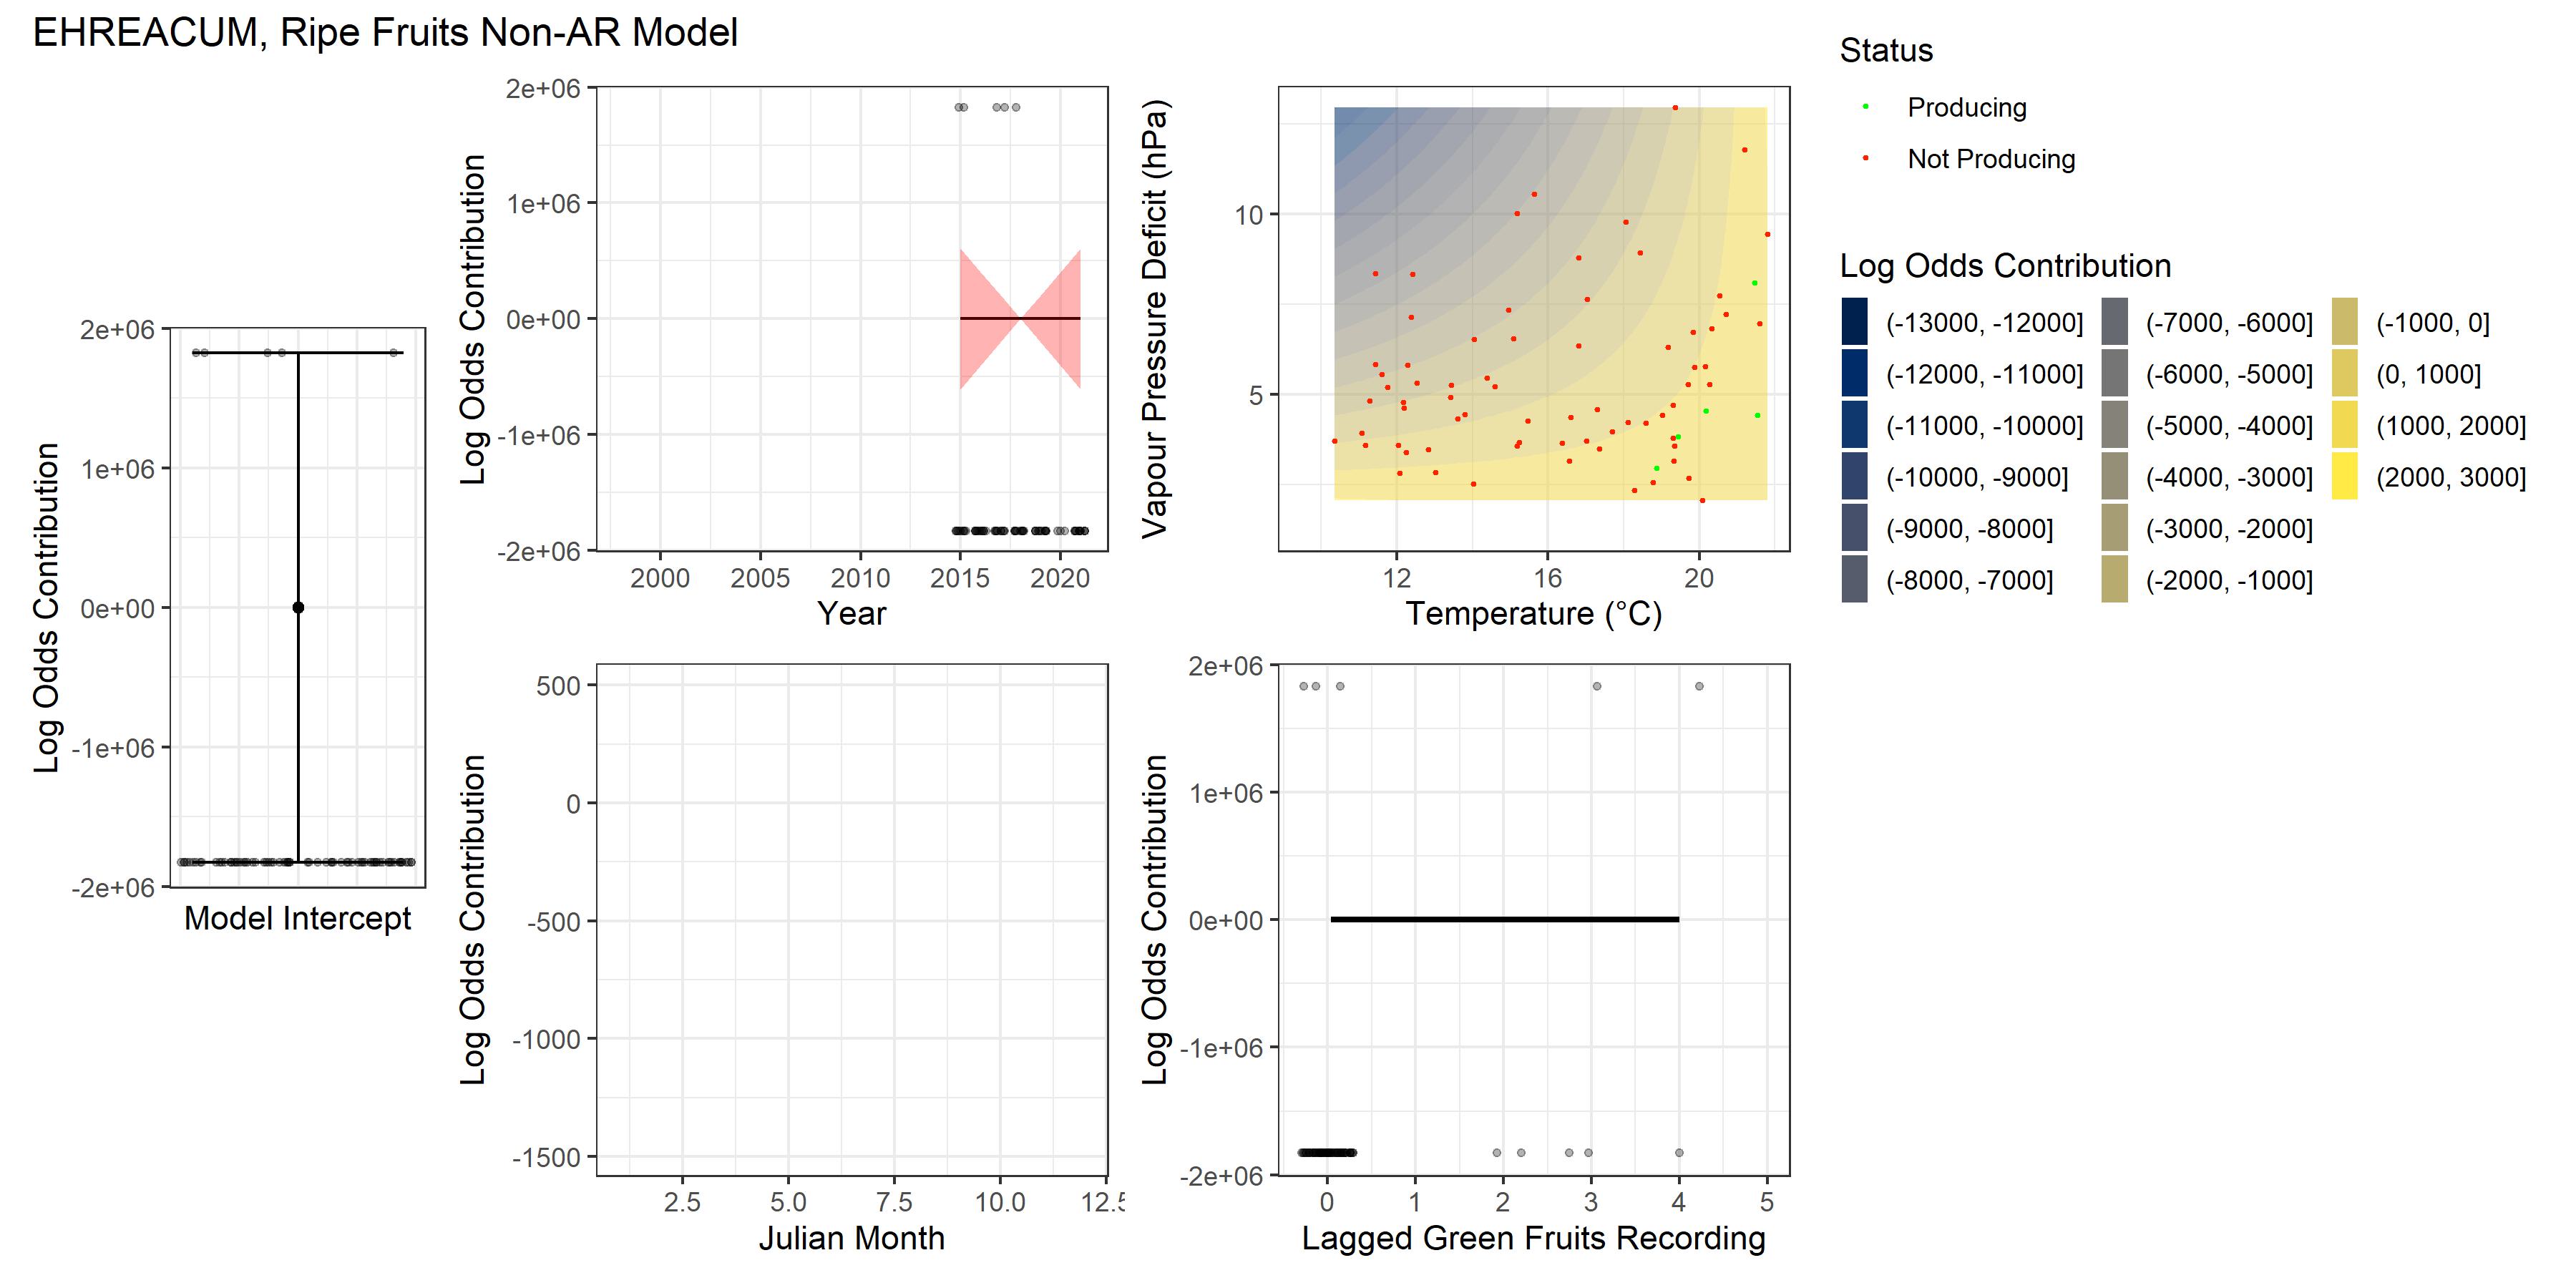 EHREACUM, Ripe Fruits Non-AR Model
Log Odds Contribution
2e+06
1e+06
0e+00
-1e+06
-2e+06
Model Intercept
Log Odds Contribution
2e+06
1e+06
0e+00
-1e+06
-2e+06
2000 2005 2010 2015 2020
Year
Vapour Pressure Deficit (hPa)
10
5
12 16 20
Temperature (°C)
Log Odds Contribution
500
0
-500
-1000
-1500
2.5 5.0 7.5 10.0 12.5
Julian Month
Log Odds Contribution
2e+06
1e+06
0e+00
-1e+06
-2e+06
0 1 2 3 4 5
Lagged Green Fruits Recording
Status
Producing
Not Producing
Log Odds Contribution
(-13000, -12000]
(-12000, -11000]
(-11000, -10000]
(-10000, -9000]
(-9000, -8000]
(-8000, -7000]
(-7000, -6000]
(-6000, -5000]
(-5000, -4000]
(-4000, -3000]
(-3000, -2000]
(-2000, -1000]
(-1000, 0]
(0, 1000]
(1000, 2000]
(2000, 3000]